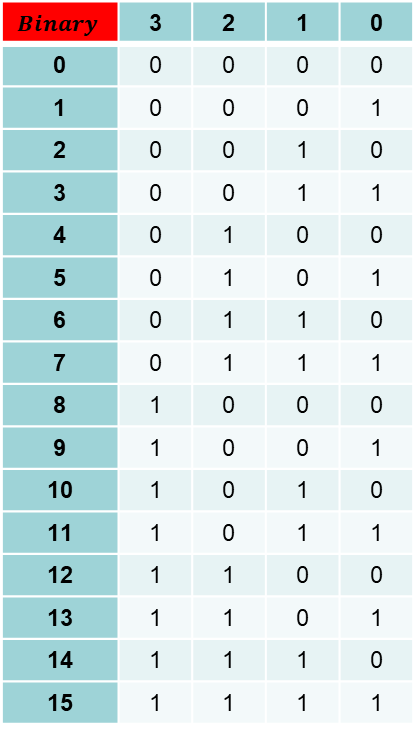 Binary 3 2 1 0
0 0 0 0 0
1 0 0 0 1
2 0 0 1 0
3 0 0 1 1
4 0 1 0 0
5 0 1 0 1
6 0 1 1 0
7 0 1 1 1
8 1 0 0 0
9 1 0 0 1
10 1 0 1 0
11 1 0 1 1
12 1 1 0 0
13 1 1 0 1
14 1 1 1 0
15 1 1 1 1